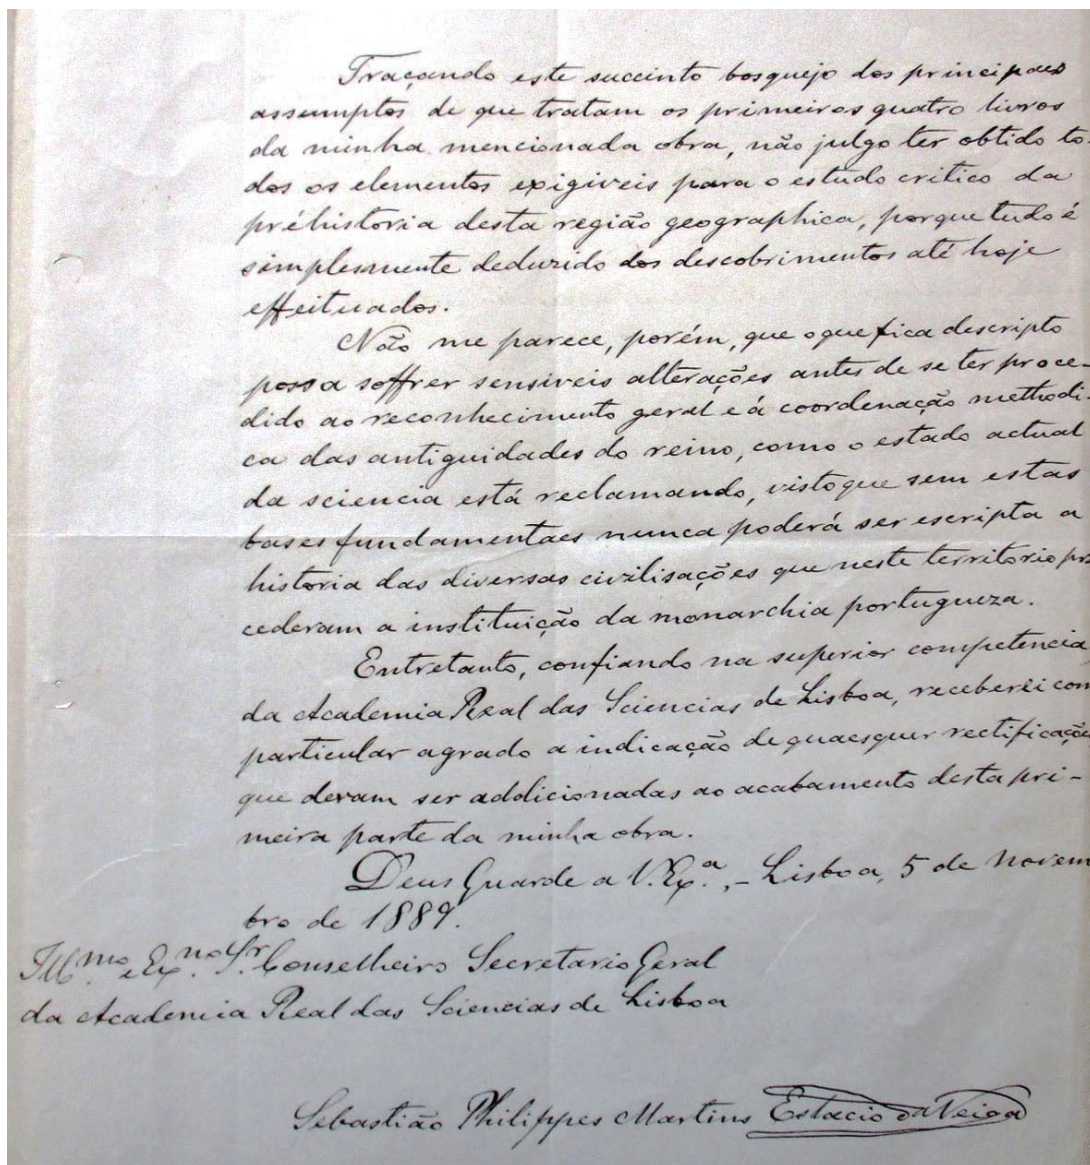 Traçando este succinto bosquejo dos principaes
assumptos de que tratam os primeiros quatro livros
da minha mencionada obra, não julgo ter obtido to-
dos os elementos exigiveis para o estudo critico da
préhistoria desta região geographica, porque tudo é
simplesmente deduzido dos descobrimentos até hoje
effeituados.
Não me parece, porém, que o que fica descripto
possa soffrer sensiveis alterações antes de se ter proce-
dido ao reconhecimento geral e á coordenação methodi-
ca das antiguidades do reino, como o estado actual
da sciencia está reclamando, visto que sem estas
bases fundamentaes nunca poderá ser escripta a
historia das diversas civilisações que neste territorio pre
cederam a instituição da monarchia portugueza.
Entretanto, confiando na superior competencia
da Academia Real das Sciencias de Lisboa, receberei com
particular agrado a indicação de quaesquer rectificações
que devam ser addicionadas ao acabamento desta pri-
meira parte da minha obra.
Deus Guarde a V. Ex.ª, - Lisboa, 5 de novem
bro de 1889.
Ill.mo e Ex.mo Sr. Conselheiro Secretario Geral
da Academia Real das Sciencias de Lisboa
Sebastião Philippes Martins Estacio da Veiga